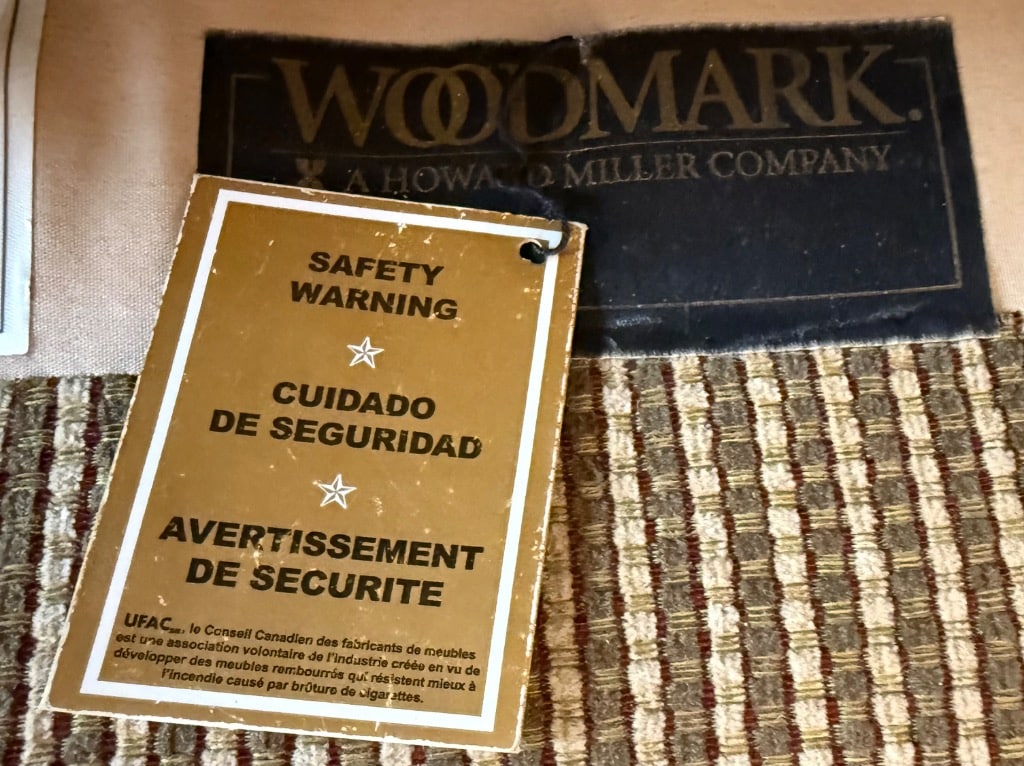 WOODMARK.
A HOWARD MILLER COMPANY
SAFETY
WARNING
CUIDADO
DE SEGURIDAD
AVERTISSEMENT
DE SECURITE
UFAC, le Conseil Canadien des fabricants de meubles
est une association volontaire de l'industrie créée en vu de
développer des meubles rembourrés qui résistent mieux à
l'incendie causé par brûture de cigarettes.